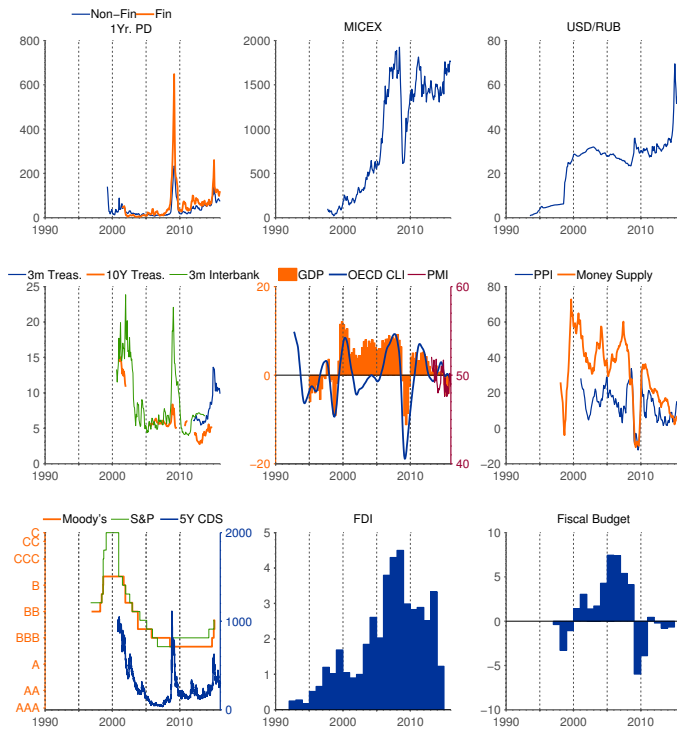 Non-Fin Fin
1Yr. PD
MICEX
USD/RUB
800
600
400
200
0
1990 2000 2010
2000
1500
1000
500
0
1990 2000 2010
80
60
40
20
0
1990 2000 2010
3m Treas. 10Y Treas. 3m Interbank
GDP OECD CLI PMI
PPI Money Supply
25
20
15
10
5
0
1990 2000 2010
20
0
−20
60
50
40
1990 2000 2010
80
60
40
20
0
−20
1990 2000 2010
Moody's S&P 5Y CDS
FDI
Fiscal Budget
C
CC
CCC
B
BB
BBB
A
AA
AAA
2000
1000
0
1990 2000 2010
5
4
3
2
1
0
1990 2000 2010
10
5
0
−5
−10
1990 2000 2010